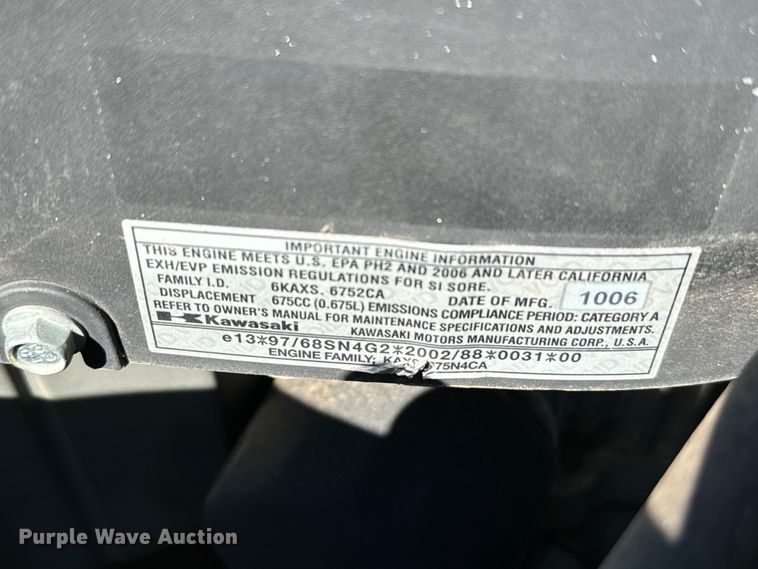 IMPORTANT ENGINE INFORMATION
THIS ENGINE MEETS U.S. EPA PH2 AND 2006 AND LATER CALIFORNIA
EXH/EVP EMISSION REGULATIONS FOR SI SORE.
FAMILY I.D. 6KAXS. 6752CA DATE OF MFG. 1006
DISPLACEMENT 675CC (0.675L) EMISSIONS COMPLIANCE PERIOD: CATEGORY A
REFER TO OWNER'S MANUAL FOR MAINTENANCE SPECIFICATIONS AND ADJUSTMENTS.
Kawasaki KAWASAKI MOTORS MANUFACTURING CORP., U.S.A.
e13*97/68SN4G2*2002/88*0031*00
ENGINE FAMILY; 75N4CA
Purple Wave Auction